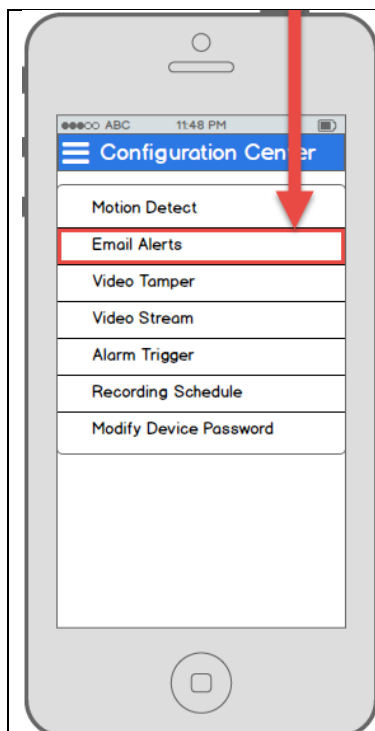 ABC 11:48 PM
Configuration Center
Motion Detect
Email Alerts
Video Tamper
Video Stream
Alarm Trigger
Recording Schedule
Modify Device Password